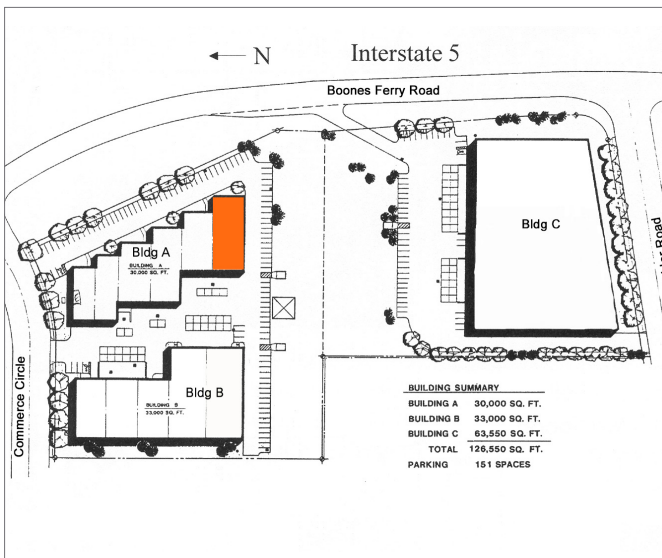 N
Interstate 5
Boones Ferry Road
Bldg C
Bldg A
BUILDING A
30,000 SQ. FT.
Road
Commerce Circle
Bldg B
BUILDING B
33,000 SQ. FT.
BUILDING SUMMARY
BUILDING A 30,000 SQ. FT.
BUILDING B 33,000 SQ. FT.
BUILDING C 63,550 SQ. FT.
TOTAL 126,550 SQ. FT.
PARKING 151 SPACES